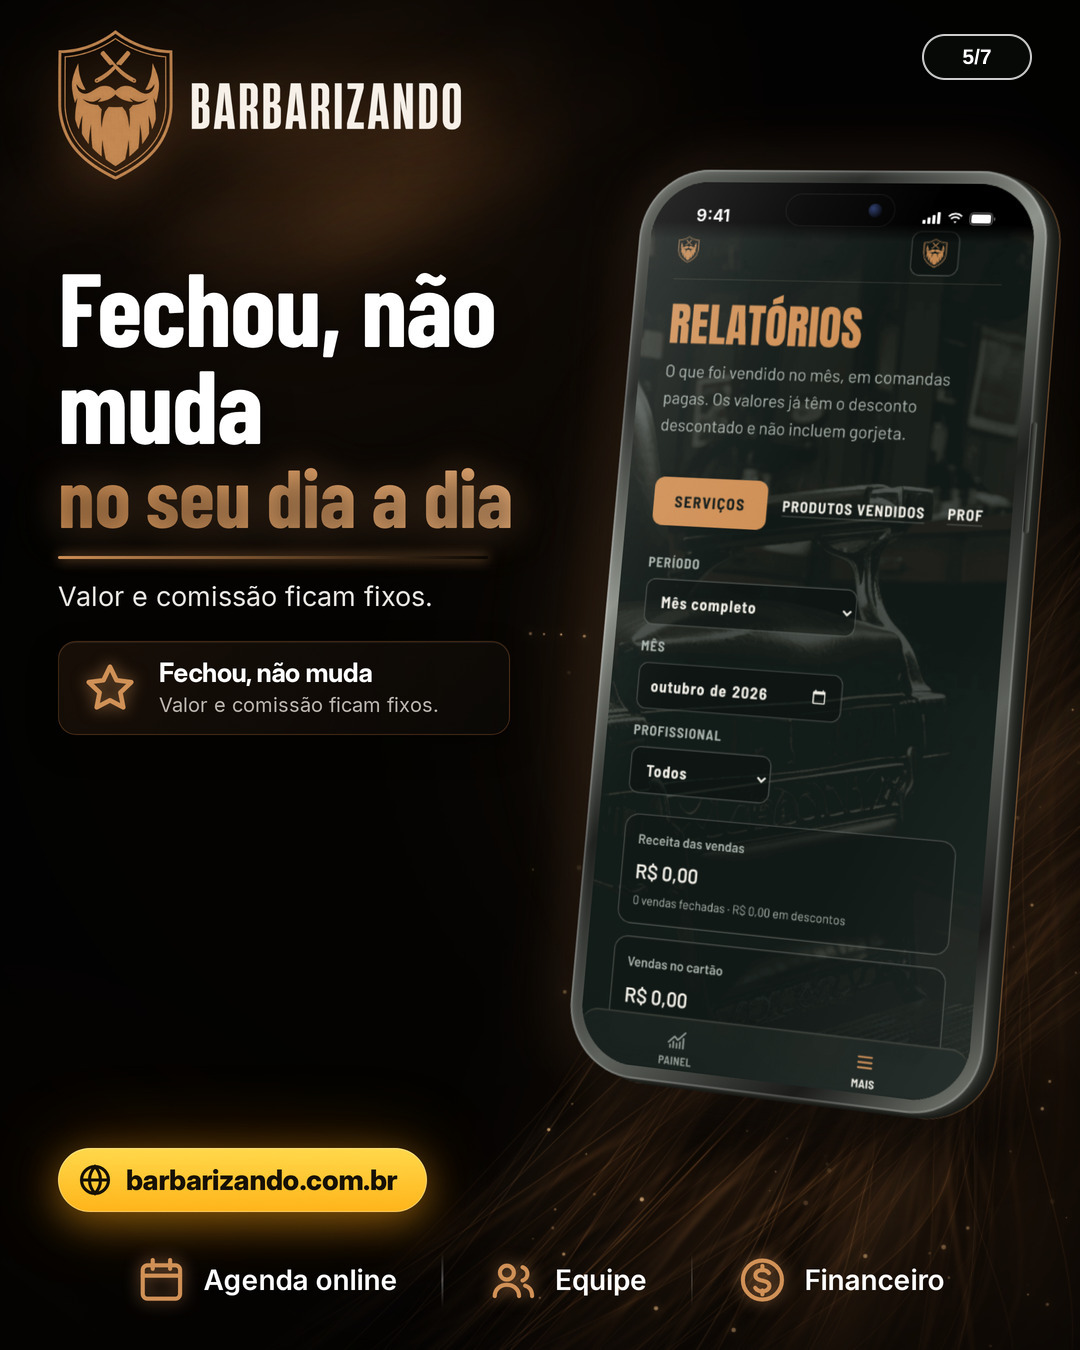 BARBARIZANDO
5/7
Fechou, não
muda
no seu dia a dia
Valor e comissão ficam fixos.
Fechou, não muda
Valor e comissão ficam fixos.
9:41
RELATÓRIOS
O que foi vendido no mês, em comandas
pagas. Os valores já têm o desconto
descontado e não incluem gorjeta.
SERVIÇOS PRODUTOS VENDIDOS PROF
PERÍODO
Mês completo
MÊS
outubro de 2026
PROFISSIONAL
Todos
Receita das vendas
R$ 0,00
0 vendas fechadas · R$ 0,00 em descontos
Vendas no cartão
R$ 0,00
PAINEL MAIS
barbarizando.com.br
Agenda online Equipe Financeiro